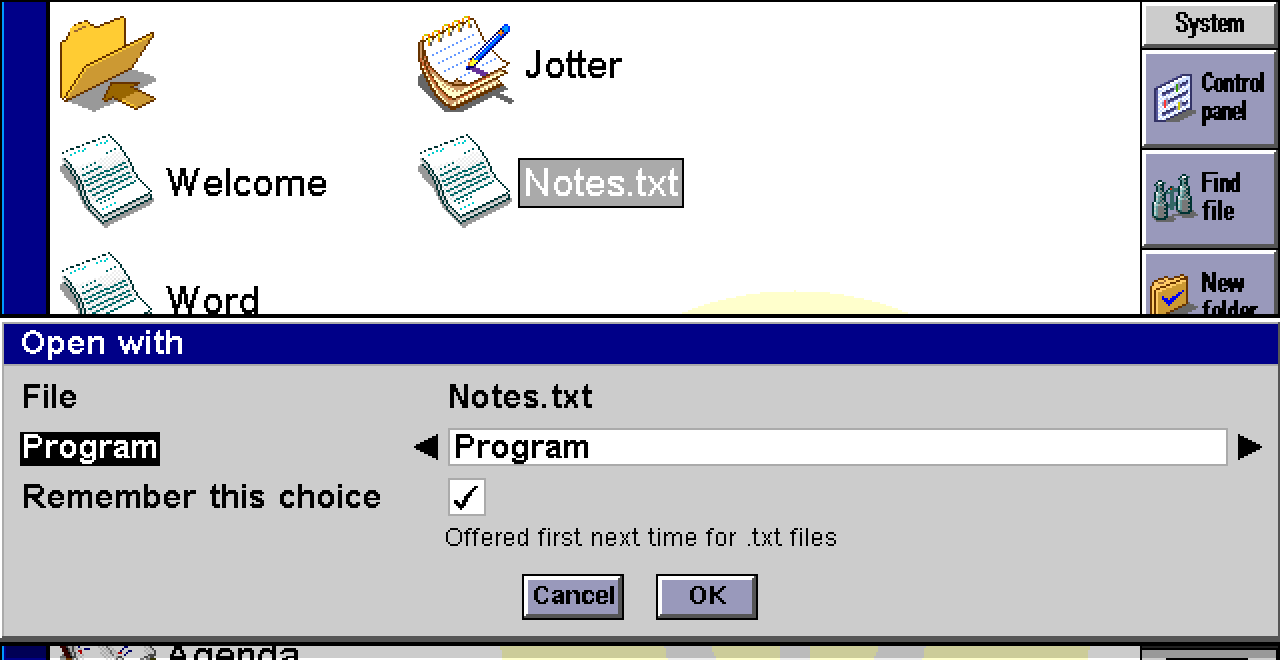 Jotter
Welcome
Notes.txt
Word
System
Control
panel
Find
file
New
folder
Open with
File Notes.txt
Program Program
Remember this choice
Offered first next time for .txt files
Cancel OK
Agenda